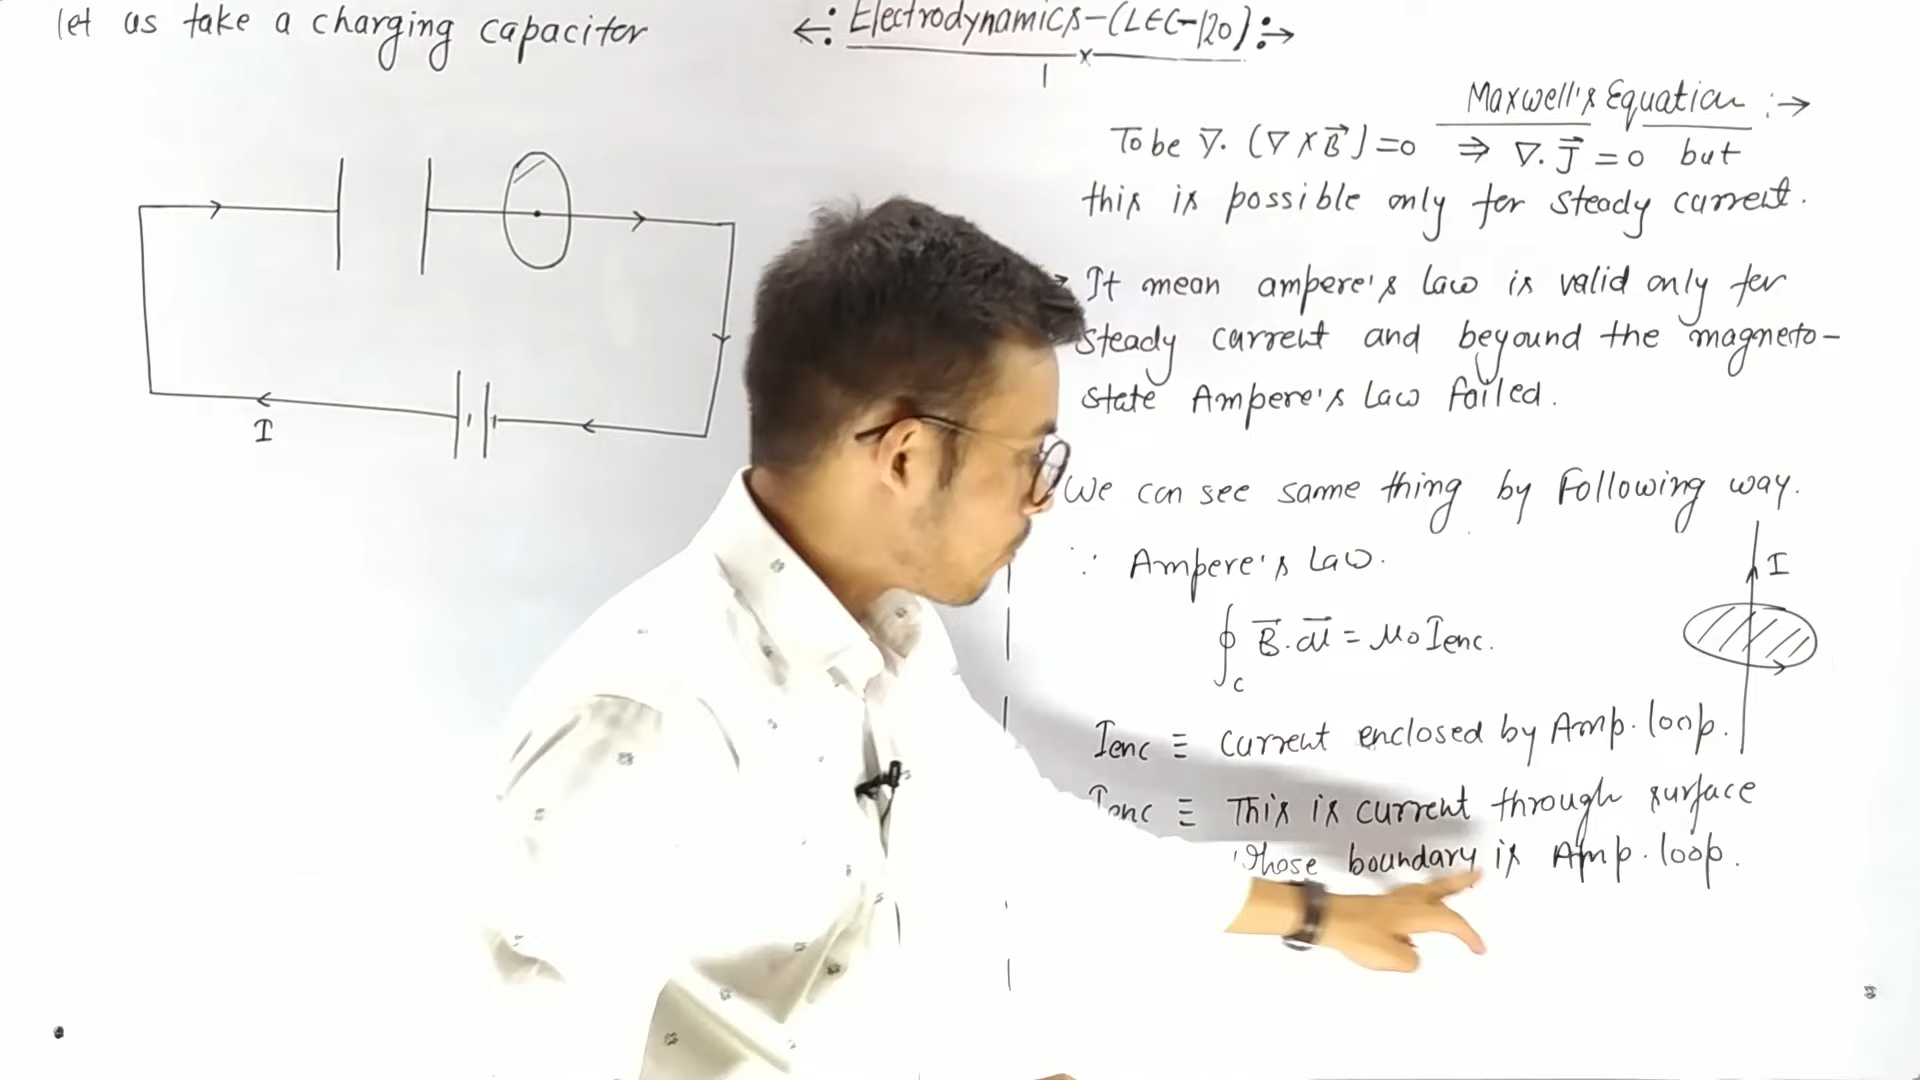 let us take a charging capacitor
←: Electrodynamics-(LEC-120) :→
Maxwell's Equation :→
To be ∇. (∇ × B⃗) = 0 ⇒ ∇. J⃗ = 0 but
this is possible only for steady current.
→ It mean ampere's law is valid only for
steady current and beyound the magneto-
state Ampere's Law failed.
We can see same thing by following way.
∵ Ampere's Law.
∮c B⃗. dl⃗ = μ₀ Ienc.
I
Ienc ≡ current enclosed by Amp. loop.
Ienc ≡ This is current through surface
whose boundary is Amp. loop.
I